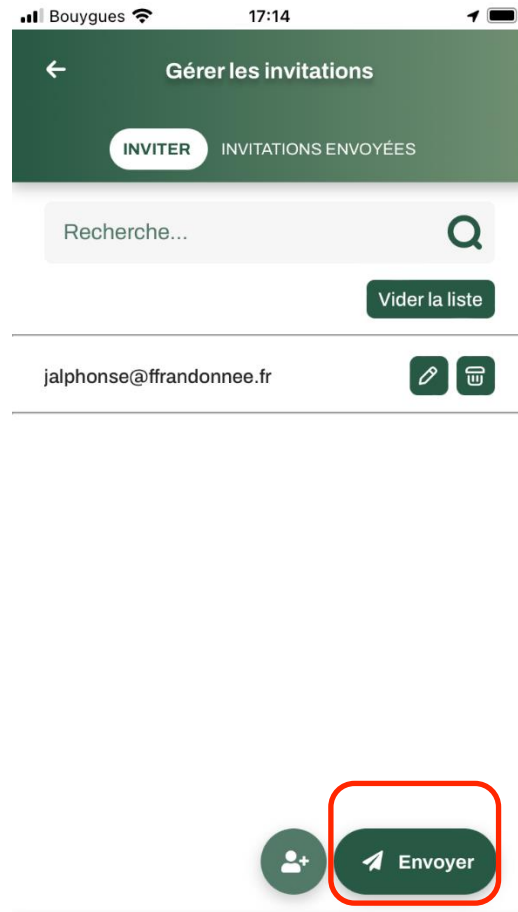 Bouygues 17:14
Gérer les invitations
INVITER INVITATIONS ENVOYÉES
Recherche...
Vider la liste
jalphonse@ffrandonnee.fr
Envoyer